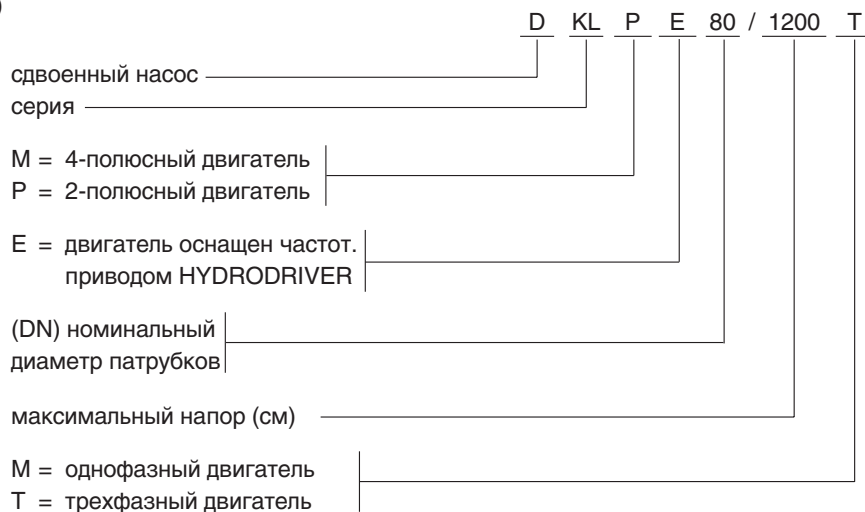 )
D KL P E 80 / 1200 T
сдвоенный насос
серия
M = 4-полюсный двигатель
P = 2-полюсный двигатель
E = двигатель оснащен частот.
приводом HYDRODRIVER
(DN) номинальный
диаметр патрубков
максимальный напор (см)
M = однофазный двигатель
T = трехфазный двигатель